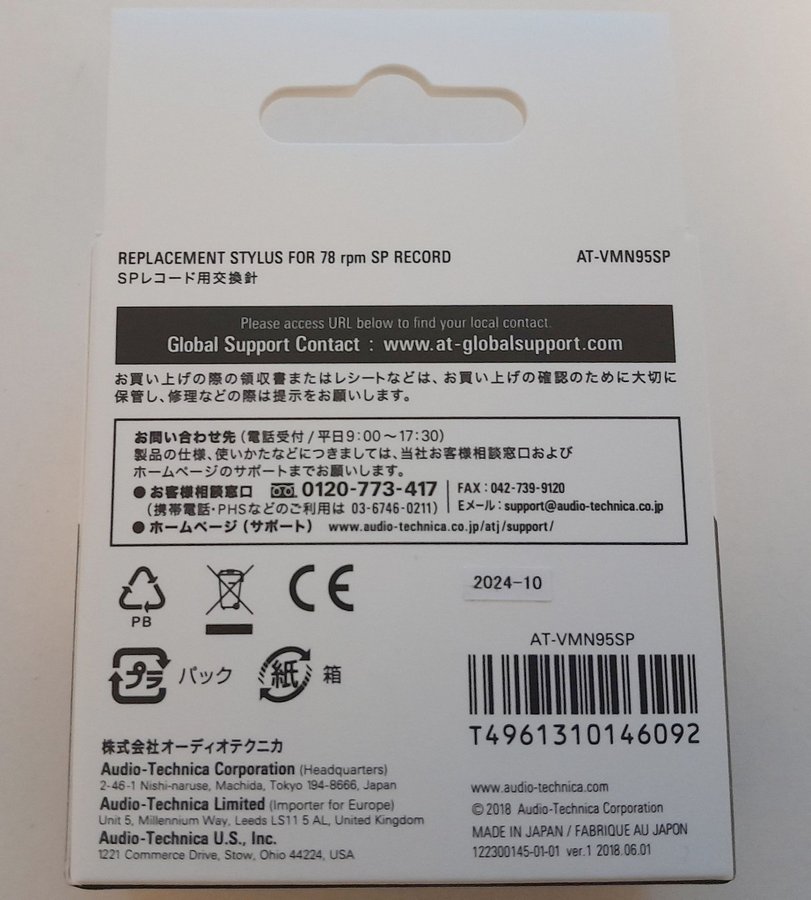 REPLACEMENT STYLUS FOR 78 rpm SP RECORD AT-VMN95SP
SPレコード用交換針
Please access URL below to find your local contact.
Global Support Contact : www.at-globalsupport.com
お買い上げの際の領収書またはレシートなどは、お買い上げの確認のために大切に
保管し、修理などの際は提示をお願いします。
お問い合わせ先（電話受付/平日9:00～17:30）
製品の仕様、使いかたなどにつきましては、当社お客様相談窓口および
ホームページのサポートまでお願いします。
●お客様相談窓口 0120-773-417 FAX:042-739-9120
（携帯電話・PHSなどのご利用は 03-6746-0211） Eメール:support@audio-technica.co.jp
●ホームページ（サポート） www.audio-technica.co.jp/atj/support/
PB
CE
2024-10
プラ パック
紙 箱
AT-VMN95SP
T4961310146092
株式会社オーディオテクニカ
Audio-Technica Corporation (Headquarters)
2-46-1 Nishi-naruse, Machida, Tokyo 194-8666, Japan
Audio-Technica Limited (Importer for Europe)
Unit 5, Millennium Way, Leeds LS11 5 AL, United Kingdom
Audio-Technica U.S., Inc.
1221 Commerce Drive, Stow, Ohio 44224, USA
www.audio-technica.com
©2018 Audio-Technica Corporation
MADE IN JAPAN / FABRIQUÉ AU JAPON
122300145-01-01 ver.1 2018.06.01